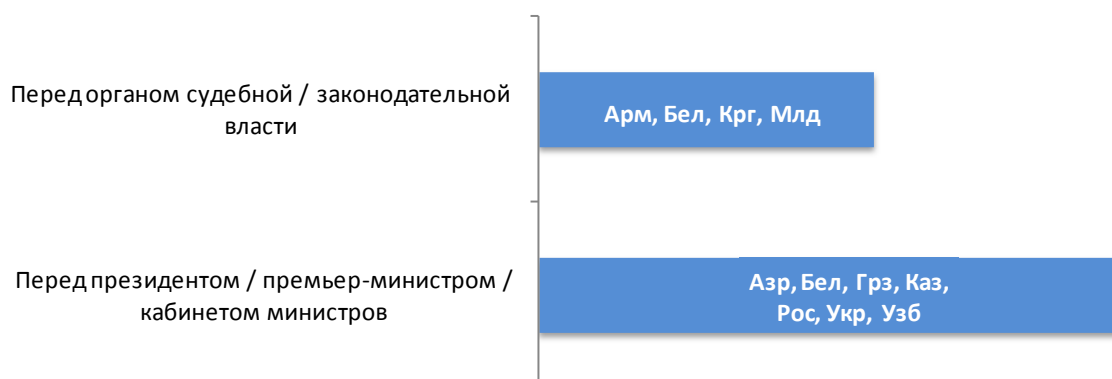 Перед органом судебной / законодательной
власти
Арм, Бел, Крг, Млд
Перед президентом / премьер-министром /
кабинетом министров
Азр, Бел, Грз, Каз,
Рос, Укр, Узб